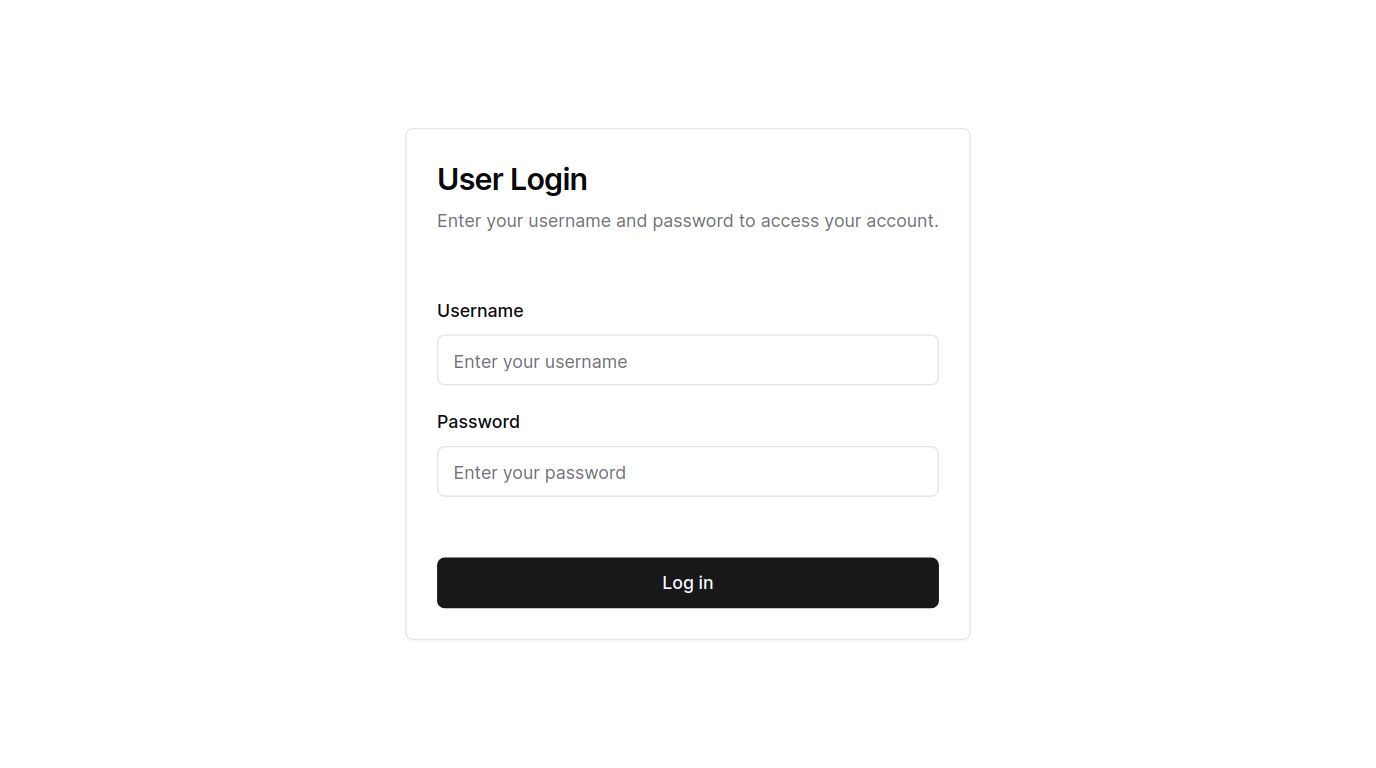 User Login
Enter your username and password to access your account.
Username
Enter your username
Password
Enter your password
Log in